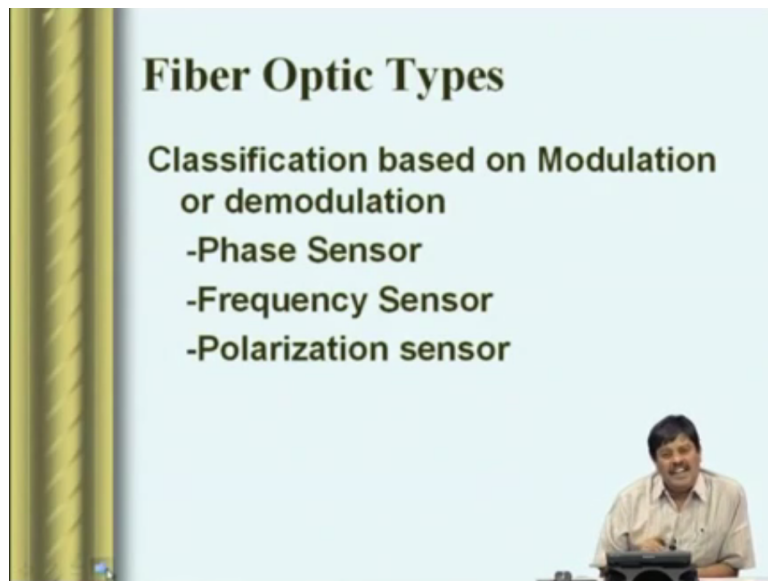 Fiber Optic Types
Classification based on Modulation
or demodulation
-Phase Sensor
-Frequency Sensor
-Polarization sensor